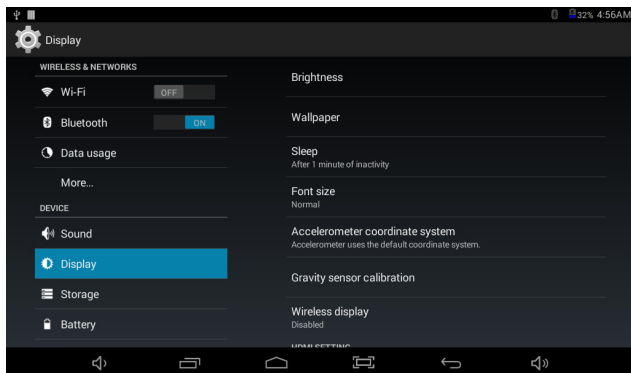 32% 4:56AM
Display
WIRELESS & NETWORKS
Wi-Fi OFF
Bluetooth ON
Data usage
More...
DEVICE
Sound
Display
Storage
Battery
Brightness
Wallpaper
Sleep
After 1 minute of inactivity
Font size
Normal
Accelerometer coordinate system
Accelerometer uses the default coordinate system.
Gravity sensor calibration
Wireless display
Disabled
HDMI SETTING